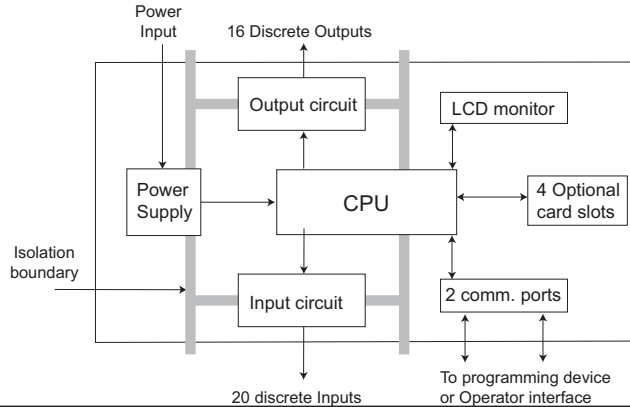 Power
Input
16 Discrete Outputs
Output circuit
LCD monitor
Power
Supply
CPU
4 Optional
card slots
Isolation
boundary
Input circuit
2 comm. ports
20 discrete Inputs
To programming device
or Operator interface